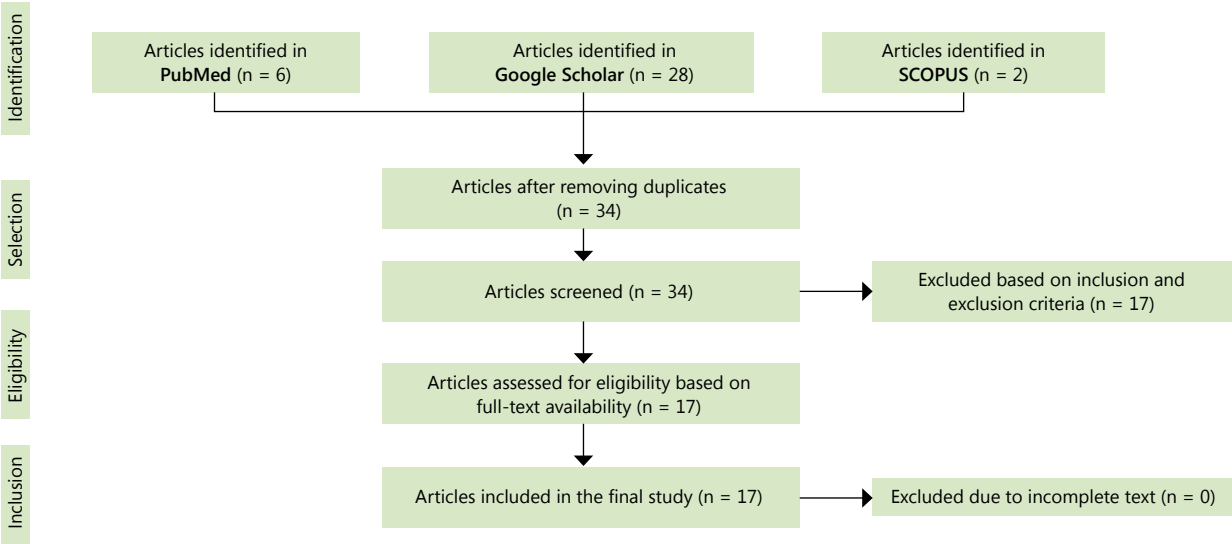 Identification
Articles identified in
PubMed (n = 6)
Articles identified in
Google Scholar (n = 28)
Articles identified in
SCOPUS (n = 2)
Selection
Articles after removing duplicates
(n = 34)
Articles screened (n = 34)
Excluded based on inclusion and
exclusion criteria (n = 17)
Eligibility
Articles assessed for eligibility based on
full-text availability (n = 17)
Inclusion
Articles included in the final study (n = 17)
Excluded due to incomplete text (n = 0)